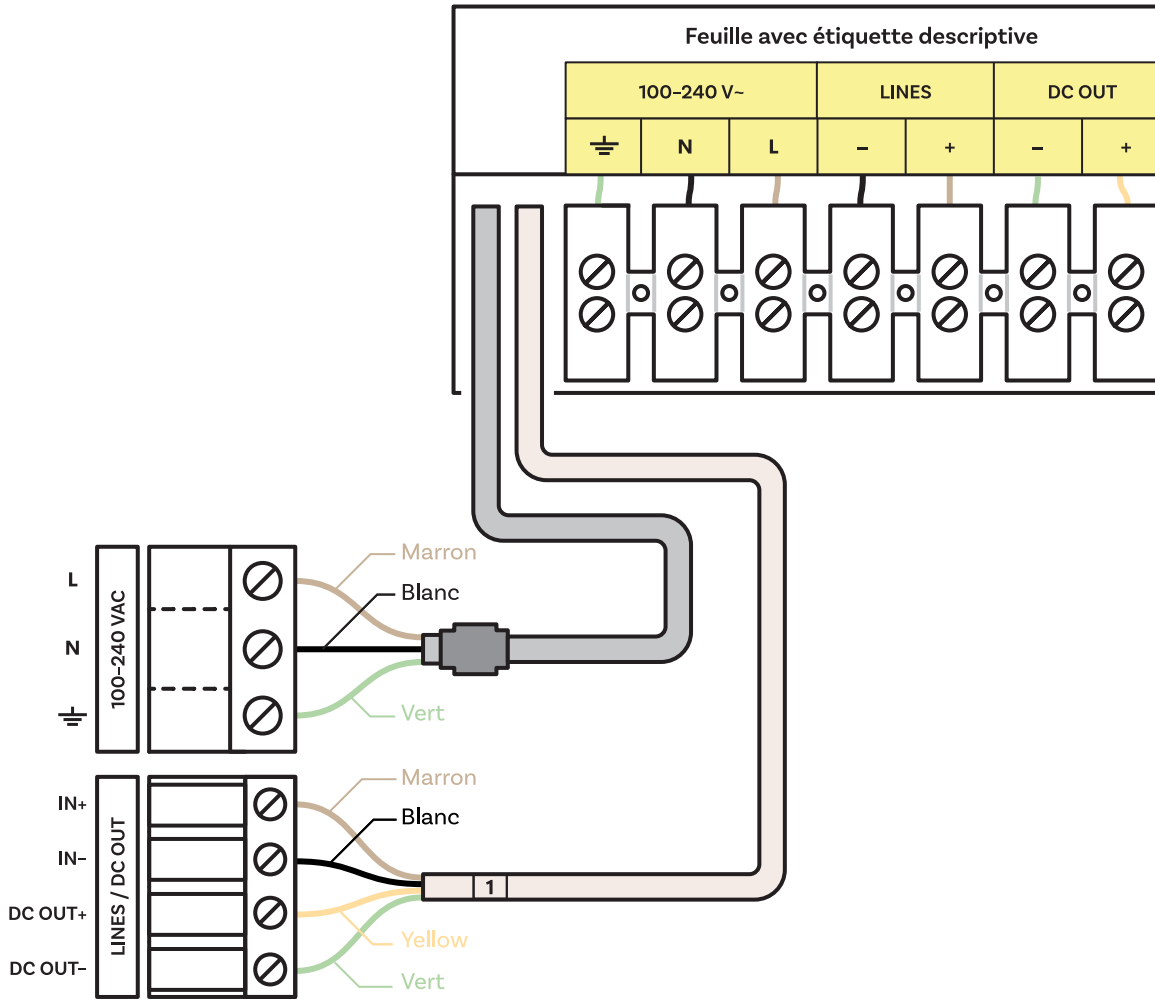 Feuille avec étiquette descriptive
100–240 V~ LINES DC OUT
N L – + – +
L
N
100–240 VAC
Marron
Blanc
Vert
IN+
IN–
DC OUT+
DC OUT–
LINES / DC OUT
Marron
Blanc
1
Yellow
Vert